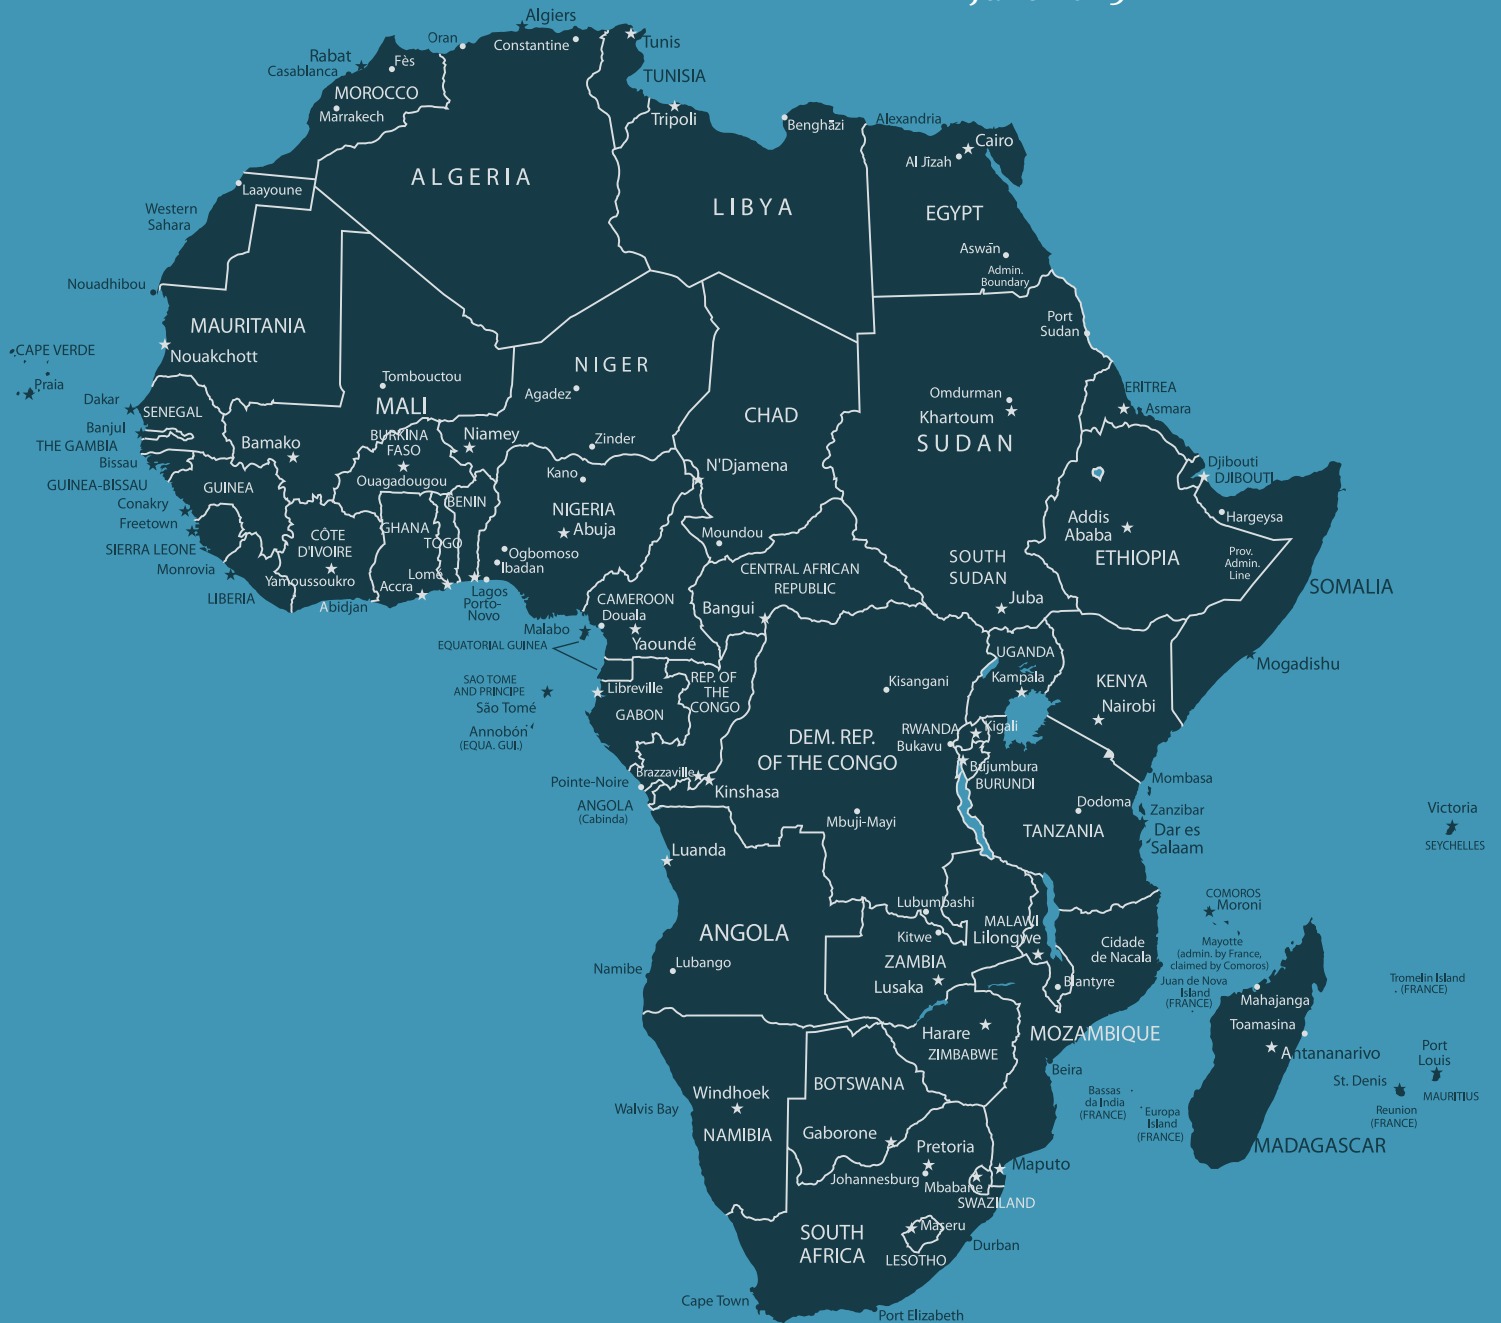 Algiers
Oran
Constantine
Tunis
Rabat
Casablanca
Fès
TUNISIA
MOROCCO
Marrakech
Tripoli
Benghāzi
Alexandria
Cairo
Al Jīzah
ALGERIA
Laayoune
Western
Sahara
LIBYA
EGYPT
Aswān
Admin.
Boundary
Nouadhibou
MAURITANIA
Nouakchott
Port
Sudan
CAPE VERDE
Praia
NIGER
Tombouctou
Agadez
MALI
CHAD
Omdurman
Khartoum
SUDAN
ERITREA
Asmara
Dakar
SENEGAL
Banjul
THE GAMBIA
Bissau
GUINEA-BISSAU
Bamako
BURKINA
FASO
Ouagadougou
Niamey
Zinder
Kano
N'Djamena
Djibouti
DJIBOUTI
GUINEA
Conakry
Freetown
SIERRA LEONE
Monrovia
LIBERIA
CÔTE
D'IVOIRE
Yamoussoukro
Abidjan
GHANA
TOGO
BENIN
Accra
Lomé
NIGERIA
Abuja
Ogbomoso
Ibadan
Lagos
Porto-
Novo
Moundou
CENTRAL AFRICAN
REPUBLIC
Bangui
SOUTH
SUDAN
Juba
Addis
Ababa
ETHIOPIA
Hargeysa
Prov.
Admin.
Line
SOMALIA
CAMEROON
Douala
Yaoundé
Malabo
EQUATORIAL GUINEA
SAO TOME
AND PRINCIPE
São Tomé
Annobón
(EQUA. GUI.)
Libreville
GABON
REP. OF
THE
CONGO
Kisangani
UGANDA
Kampala
KENYA
Nairobi
Mogadishu
DEM. REP.
OF THE CONGO
RWANDA
Kigali
Bukavu
Bujumbura
BURUNDI
Brazzaville
Kinshasa
Pointe-Noire
ANGOLA
(Cabinda)
Mbuji-Mayi
Dodoma
TANZANIA
Mombasa
Zanzibar
Dar es
Salaam
Victoria
SEYCHELLES
Luanda
ANGOLA
Lubango
Namibe
Lubumbashi
Kitwe
ZAMBIA
Lusaka
MALAWI
Lilongwe
Blantyre
Cidade
de Nacala
COMOROS
Moroni
Mayotte
(admin. by France,
claimed by Comoros)
Juan de Nova
Island
(FRANCE)
Tromelin Island
(FRANCE)
Mahajanga
Toamasina
Antananarivo
Harare
ZIMBABWE
MOZAMBIQUE
Beira
Port
Louis
MAURITIUS
St. Denis
Reunion
(FRANCE)
Bassas
da India
(FRANCE)
Europa
Island
(FRANCE)
MADAGASCAR
Windhoek
Walvis Bay
NAMIBIA
BOTSWANA
Gaborone
Pretoria
Johannesburg
Mbabane
SWAZILAND
Maputo
SOUTH
AFRICA
Maseru
LESOTHO
Durban
Cape Town
Port Elizabeth